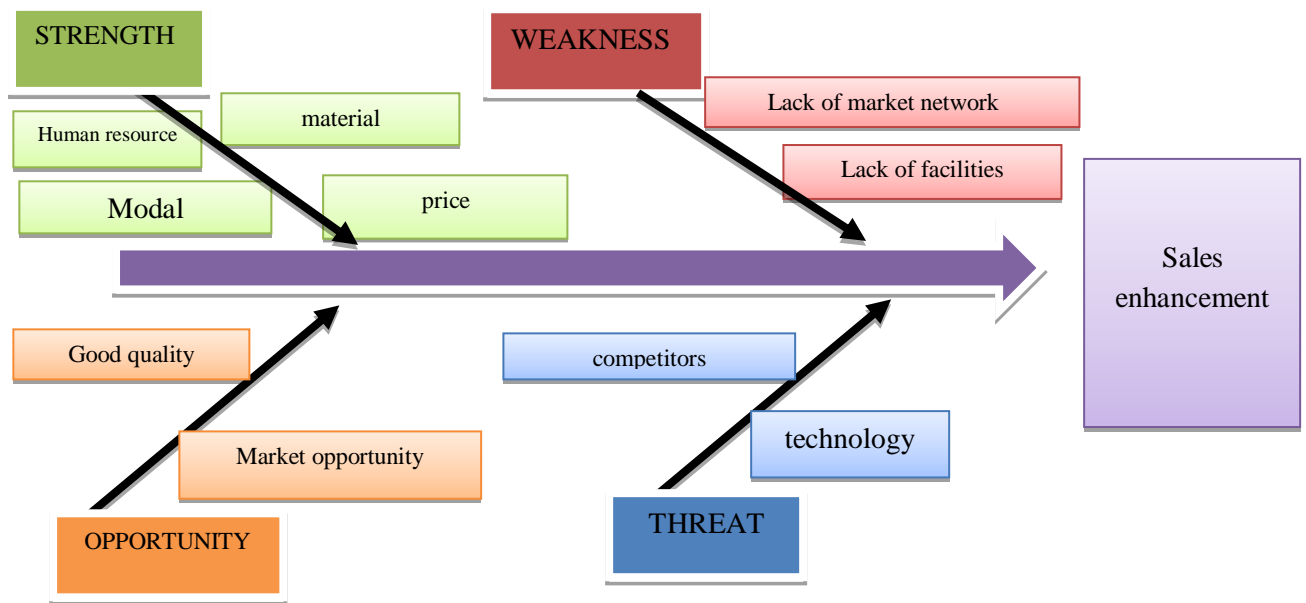 STRENGTH
WEAKNESS
Human resource
material
Modal
price
Lack of market network
Lack of facilities
Sales
enhancement
Good quality
Market opportunity
OPPORTUNITY
competitors
technology
THREAT